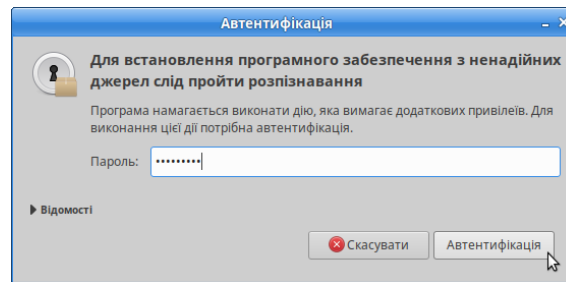 Автентифікація
Для встановлення програмного забезпечення з ненадійних
джерел слід пройти розпізнавання
Програма намагається виконати дію, яка вимагає додаткових привілеїв. Для
виконання цієї дії потрібна автентифікація.
Пароль: •••••••••
Відомості
Скасувати Автентифікація